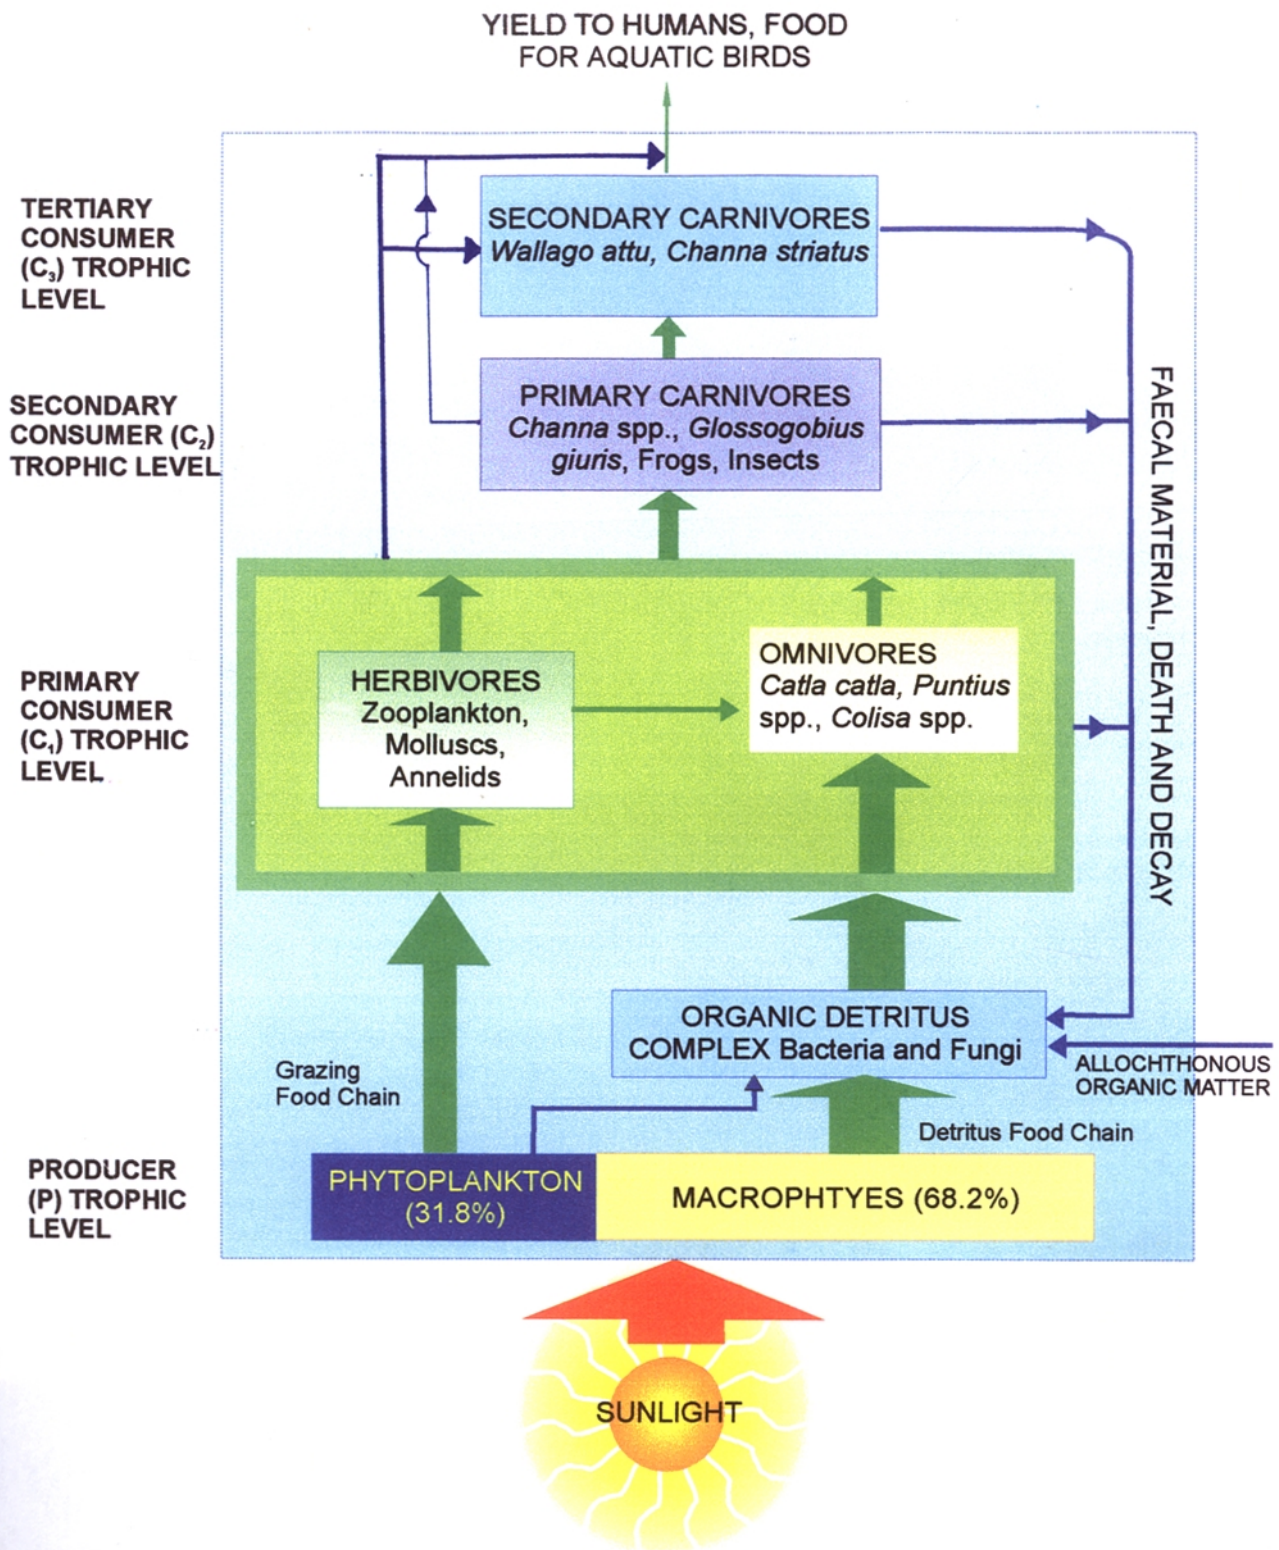 YIELD TO HUMANS, FOOD
FOR AQUATIC BIRDS
TERTIARY
CONSUMER
(C₃) TROPHIC
LEVEL
SECONDARY CARNIVORES
Wallago attu, Channa striatus
SECONDARY
CONSUMER (C₂)
TROPHIC LEVEL
PRIMARY CARNIVORES
Channa spp., Glossogobius
giuris, Frogs, Insects
FAECAL MATERIAL, DEATH AND DECAY
PRIMARY
CONSUMER
(C₁) TROPHIC
LEVEL
HERBIVORES
Zooplankton,
Molluscs,
Annelids
OMNIVORES
Catla catla, Puntius
spp., Colisa spp.
ORGANIC DETRITUS
COMPLEX Bacteria and Fungi
ALLOCHTHONOUS
ORGANIC MATTER
Grazing
Food Chain
Detritus Food Chain
PRODUCER
(P) TROPHIC
LEVEL
PHYTOPLANKTON
(31.8%)
MACROPHTYES (68.2%)
SUNLIGHT